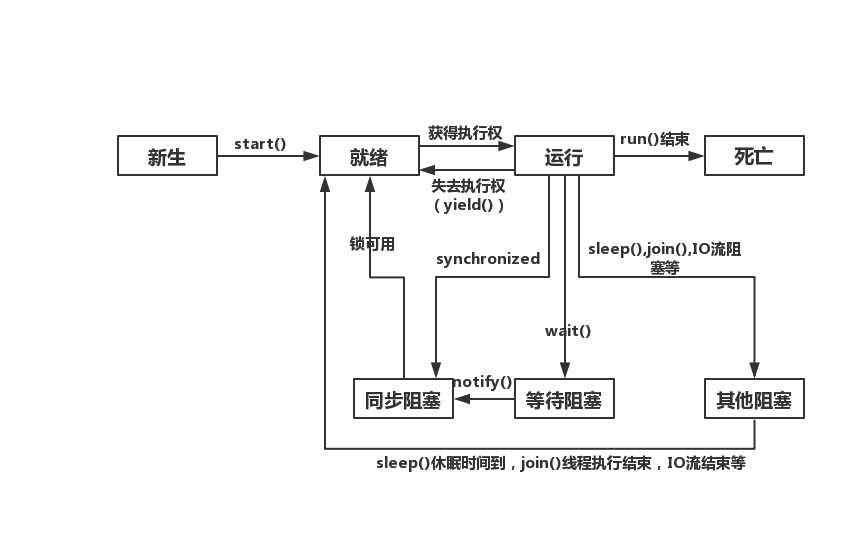 获得执行权
start()
run()结束
新生
就绪
运行
死亡
失去执行权
（yield()）
锁可用
synchronized
sleep(),join(),IO流阻
塞等
wait()
notify()
同步阻塞
等待阻塞
其他阻塞
sleep()休眠时间到，join()线程执行结束，IO流结束等